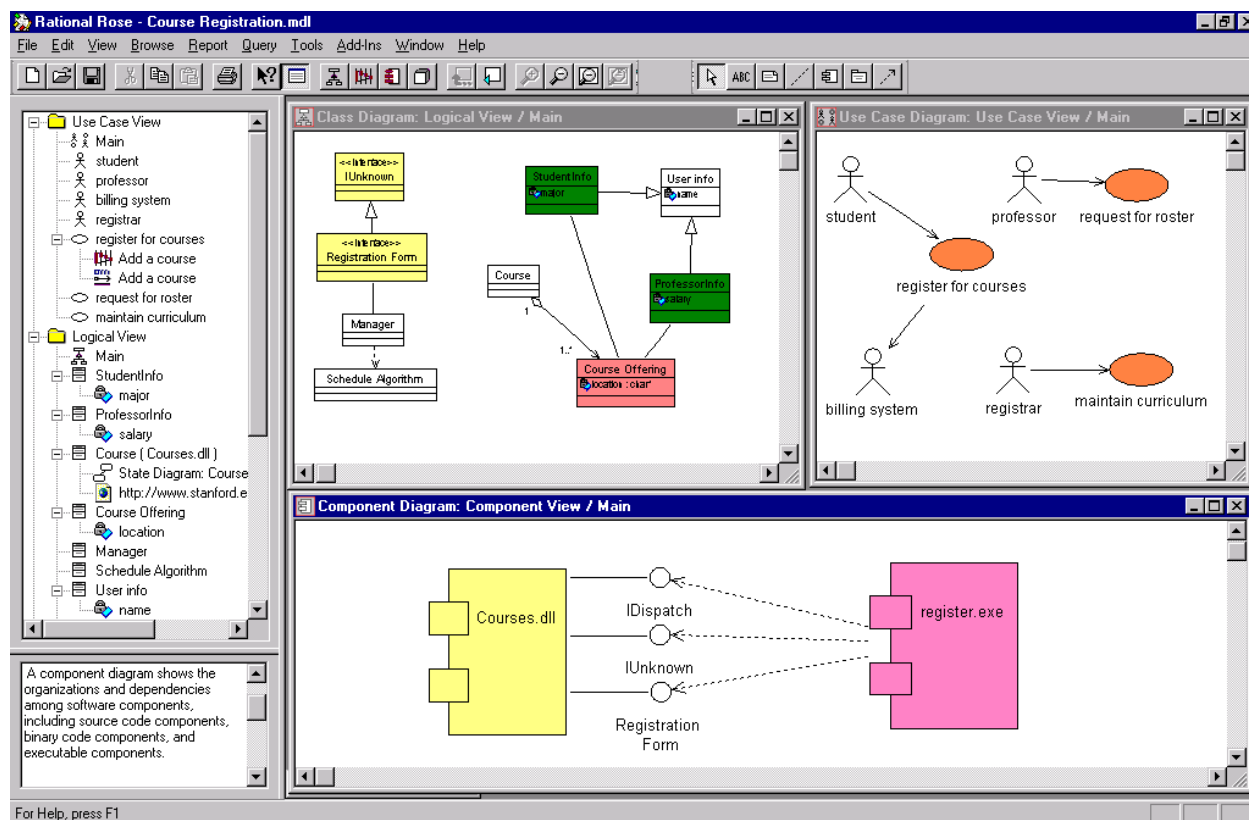 Rational Rose - Course Registration.mdl
File Edit View Browse Report Query Tools Add-Ins Window Help
ABC
Use Case View
Main
student
professor
billing system
registrar
register for courses
Add a course
Add a course
request for roster
maintain curriculum
Logical View
Main
StudentInfo
major
ProfessorInfo
salary
Course ( Courses.dll )
State Diagram: Course
http://www.stanford.e
Course Offering
location
Manager
Schedule Algorithm
User info
name
A component diagram shows the
organizations and dependencies
among software components,
including source code components,
binary code components, and
executable components.
Class Diagram: Logical View / Main
<<Interface>>
IUnknown
<<Interface>>
Registration Form
Manager
Schedule Algorithm
StudentInfo
major
User info
name
Course
1
ProfessorInfo
salary
1..*
Course Offering
location : char*
Use Case Diagram: Use Case View / Main
student
professor
request for roster
register for courses
billing system
registrar
maintain curriculum
Component Diagram: Component View / Main
Courses.dll
IDispatch
IUnknown
Registration
Form
register.exe
For Help, press F1